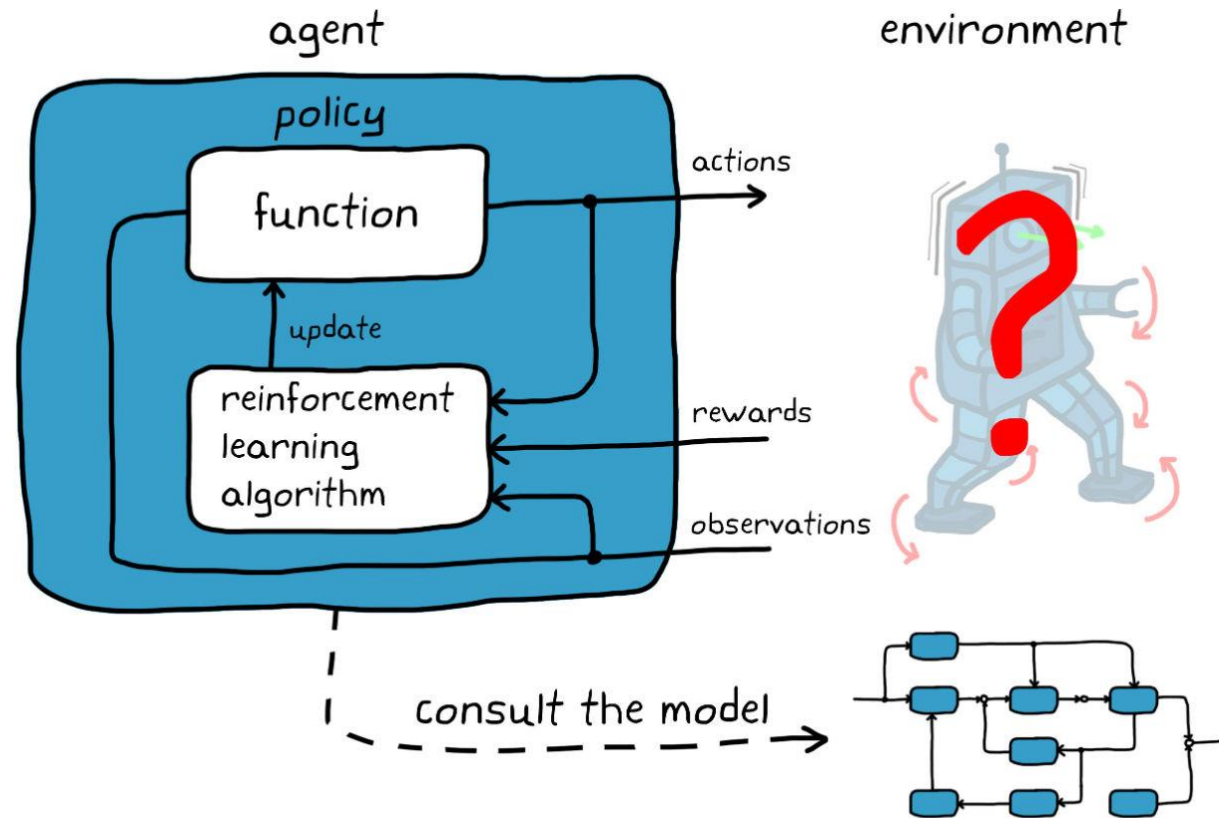 agent
environment
policy
function
actions
update
reinforcement
learning
algorithm
rewards
observations
consult the model
?